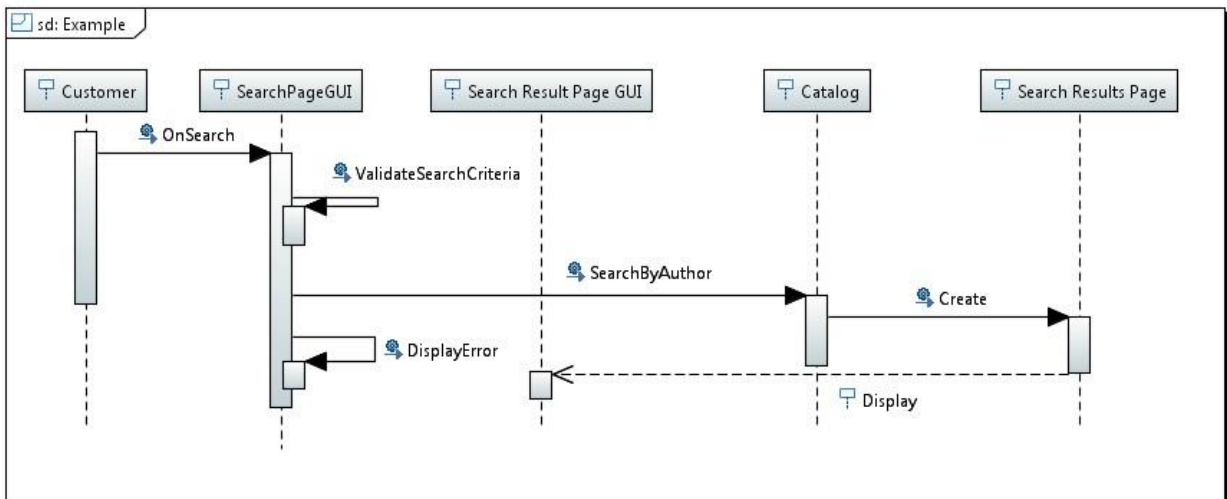 sd: Example
Customer
SearchPageGUI
Search Result Page GUI
Catalog
Search Results Page
OnSearch
ValidateSearchCriteria
SearchByAuthor
Create
DisplayError
Display